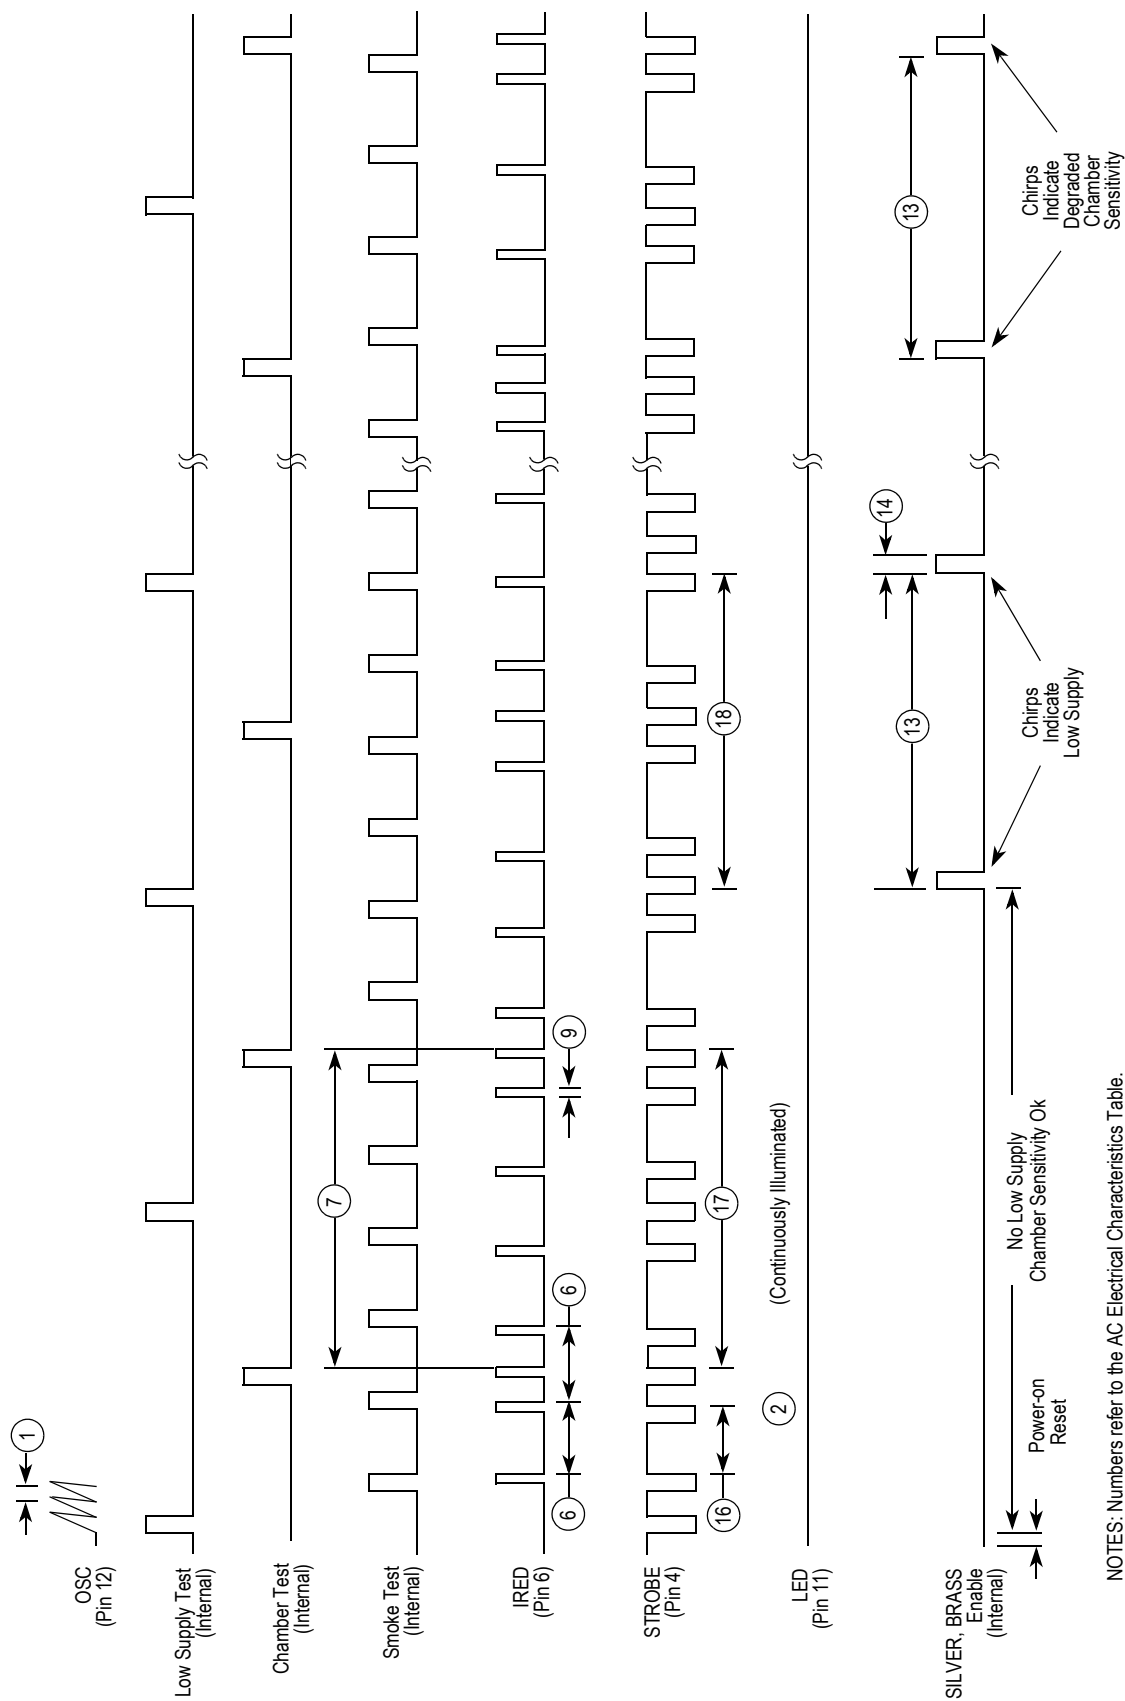 1
OSC
(Pin 12)
Low Supply Test
(Internal)
Chamber Test
(Internal)
7
Smoke Test
(Internal)
IRED
(Pin 6)
6
6
9
STROBE
(Pin 4)
16
17
18
2
(Continuously Illuminated)
LED
(Pin 11)
13
14
13
SILVER, BRASS
Enable
(Internal)
Power-on
Reset
No Low Supply
Chamber Sensitivity Ok
Chirps
Indicate
Low Supply
Chirps
Indicate
Degraded
Chamber
Sensitivity
NOTES: Numbers refer to the AC Electrical Characteristics Table.